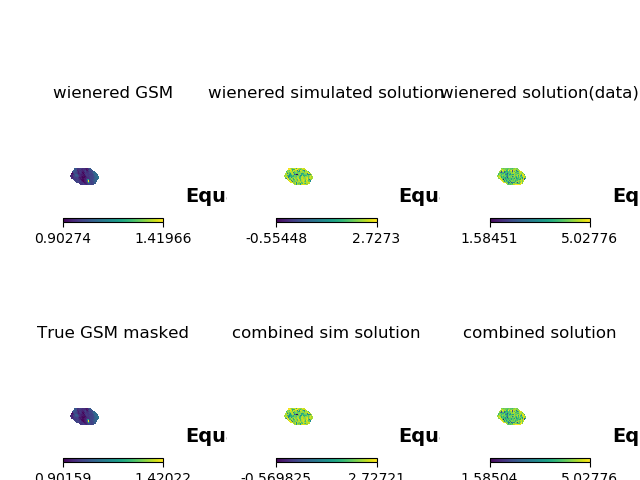 wienered GSM wienered simulated solution wienered solution(data)
Equ Equ Eq
0.90274 1.41966 -0.55448 2.7273 1.58451 5.02776
True GSM masked combined sim solution combined solution
Equ Equ Eq
0.90159 1.42022 -0.569825 2.72721 1.58504 5.02776